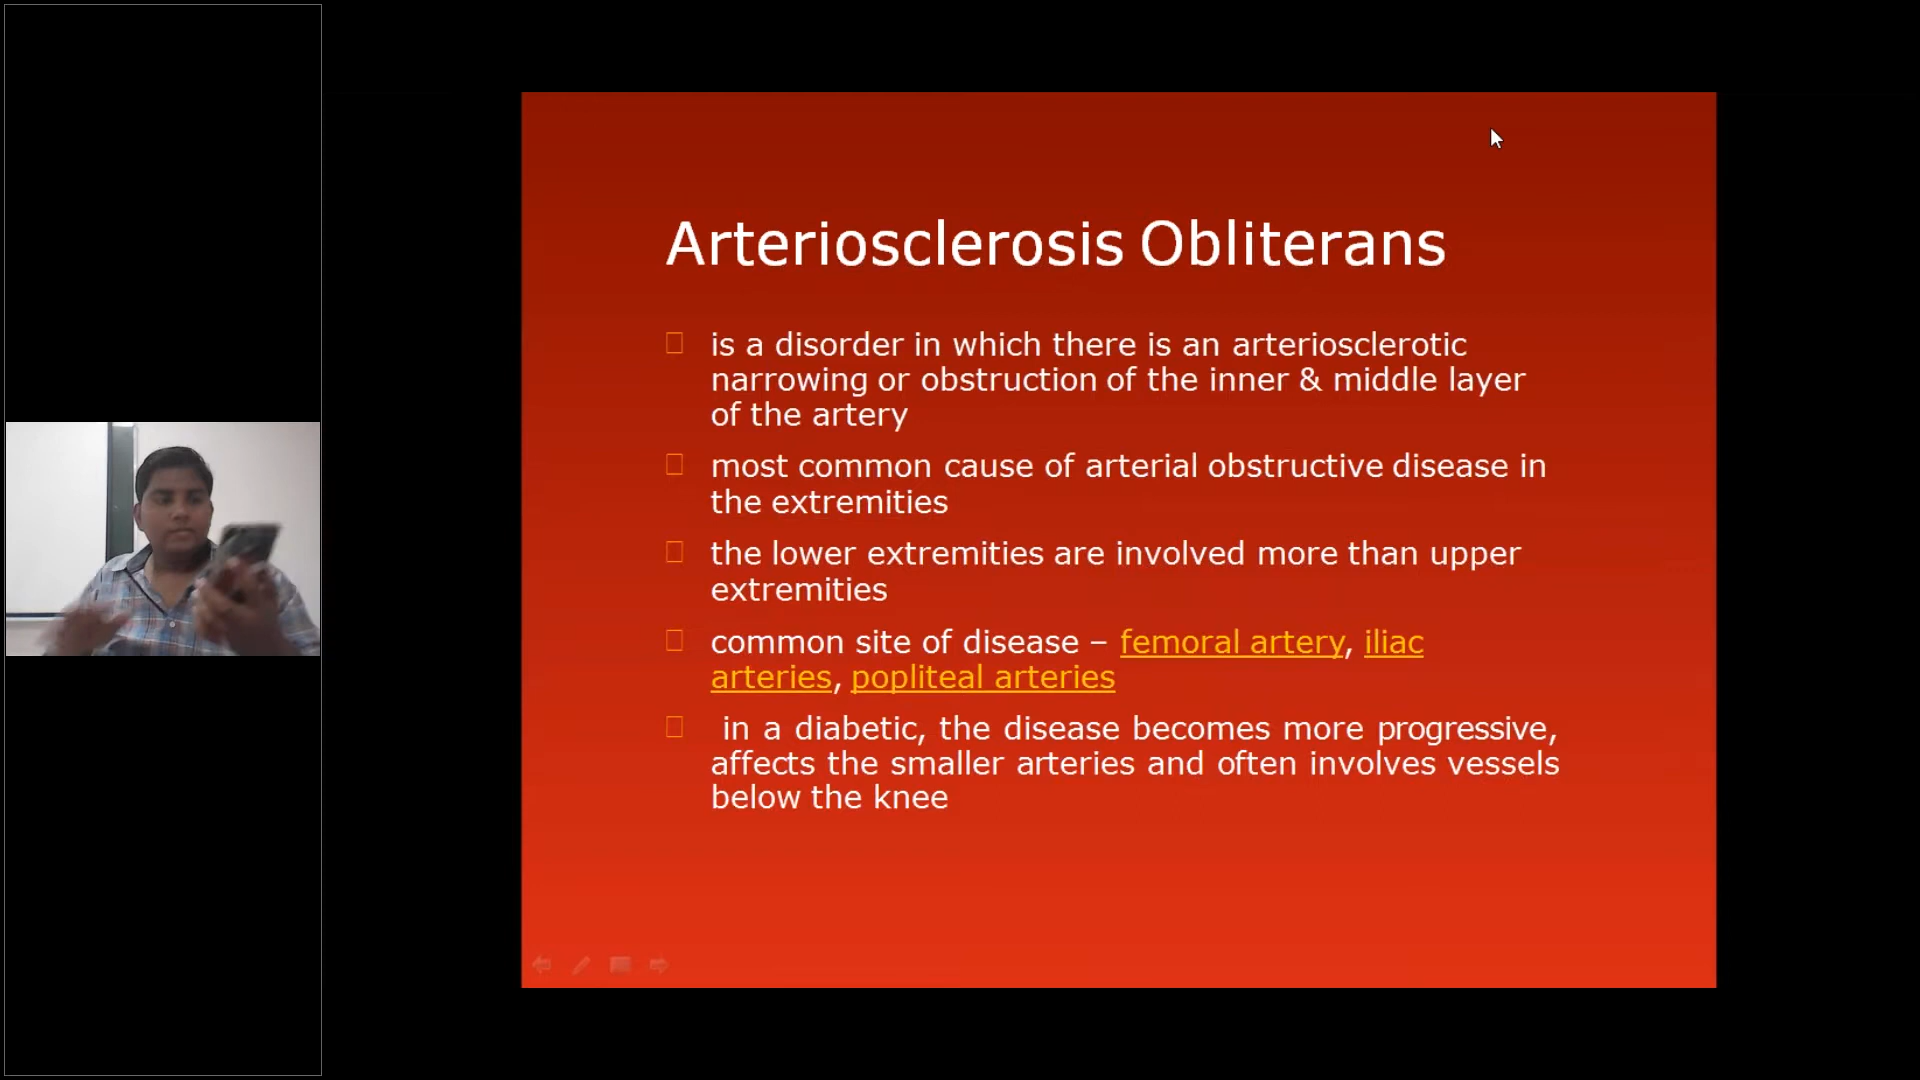 Arteriosclerosis Obliterans
is a disorder in which there is an arteriosclerotic
narrowing or obstruction of the inner & middle layer
of the artery
most common cause of arterial obstructive disease in
the extremities
the lower extremities are involved more than upper
extremities
common site of disease – femoral artery, iliac
arteries, popliteal arteries
in a diabetic, the disease becomes more progressive,
affects the smaller arteries and often involves vessels
below the knee